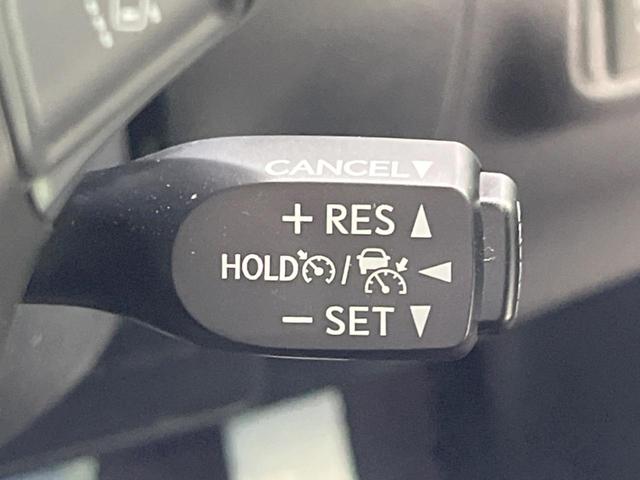 CANCEL▼
+ RES ▲
HOLD / ◀
− SET ▼